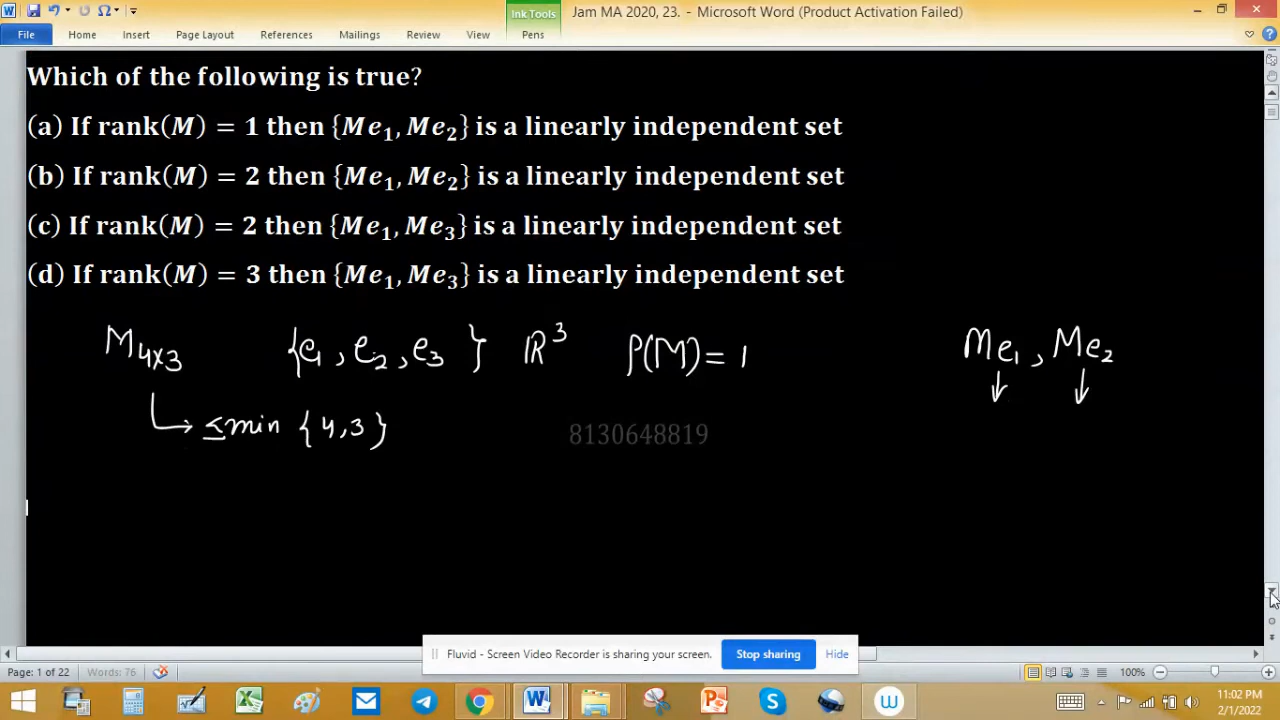 Ink Tools
Jam MA 2020, 23. - Microsoft Word (Product Activation Failed)
File Home Insert Page Layout References Mailings Review View Pens
Which of the following is true?
(a) If rank(M) = 1 then {Me₁, Me₂} is a linearly independent set
(b) If rank(M) = 2 then {Me₁, Me₂} is a linearly independent set
(c) If rank(M) = 2 then {Me₁, Me₃} is a linearly independent set
(d) If rank(M) = 3 then {Me₁, Me₃} is a linearly independent set
M₄ₓ₃ {e₁, e₂, e₃} ℝ³ ρ(M) = 1 Me₁, Me₂
≤ min {4,3}
8130648819
Fluvid - Screen Video Recorder is sharing your screen. Stop sharing Hide
Page: 1 of 22 Words: 76 100%
11:02 PM
2/1/2022